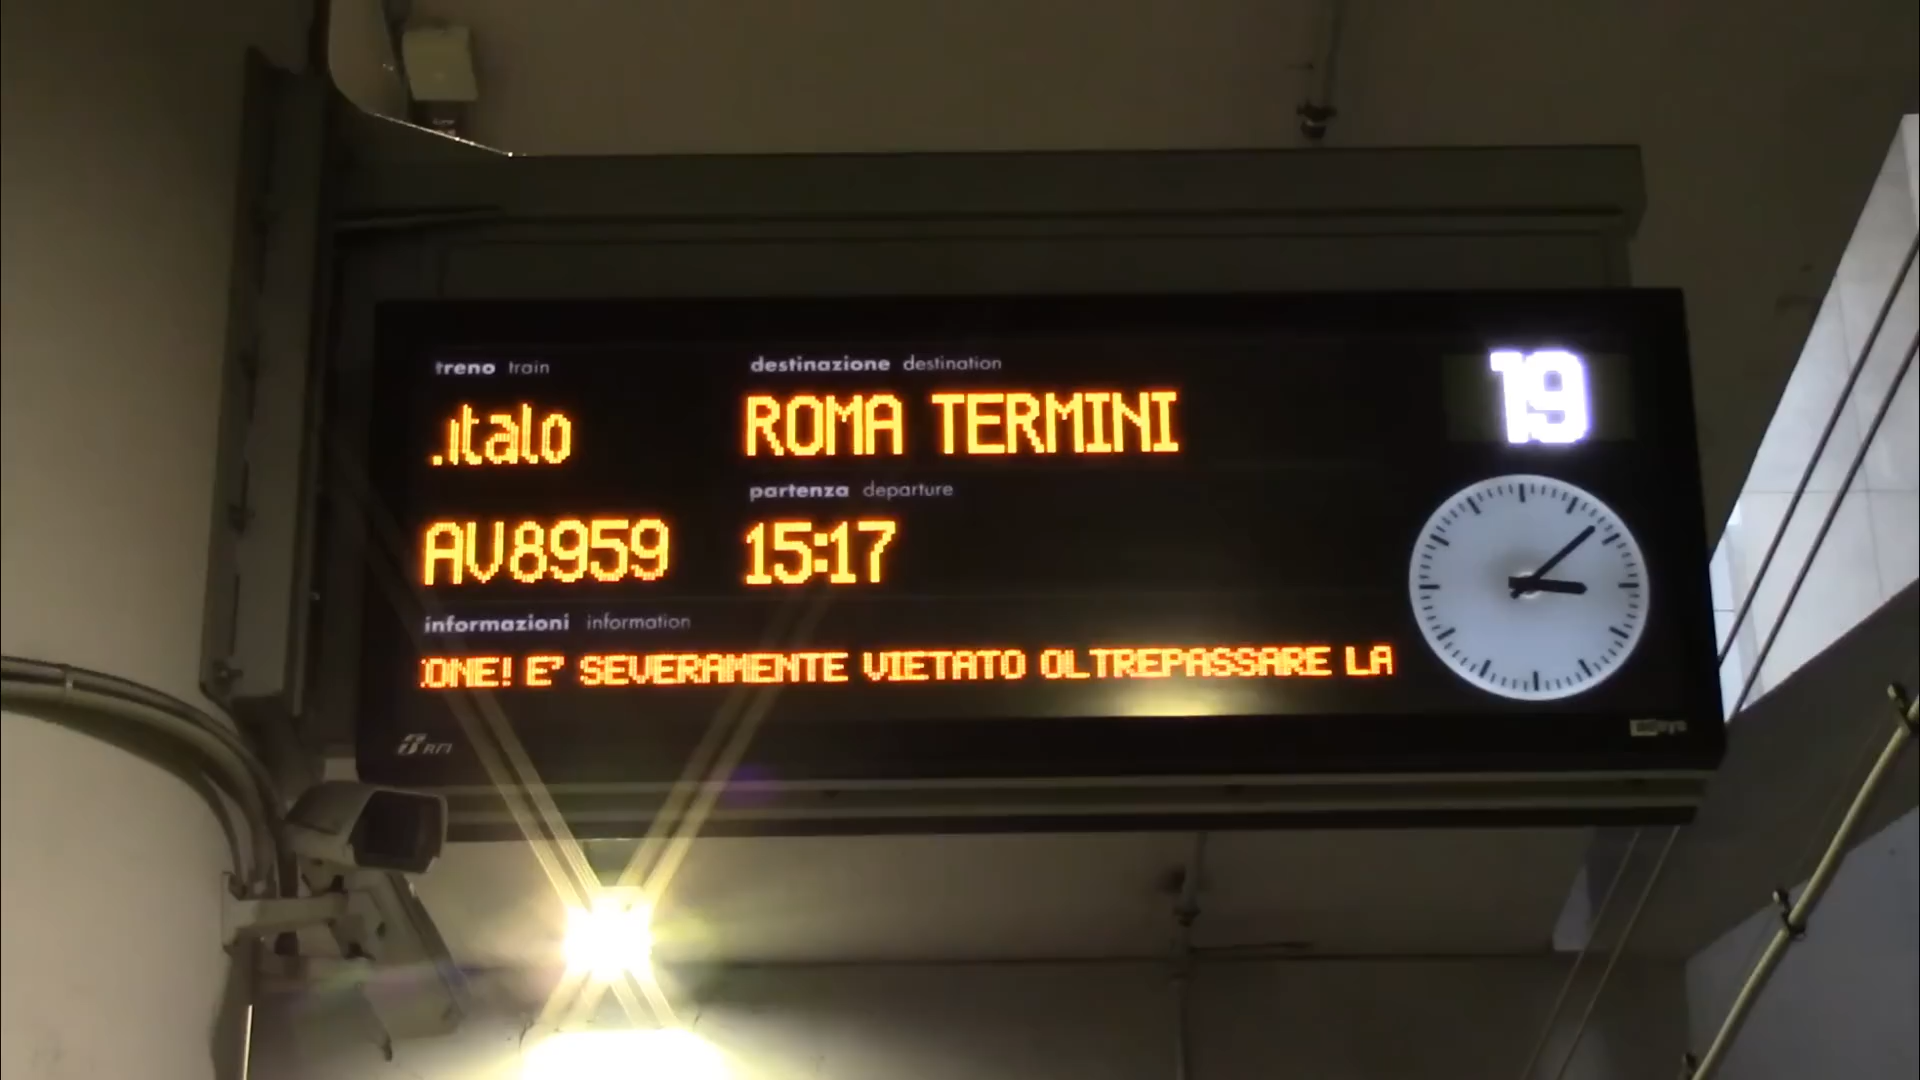 treno train
destinazione destination
19
.italo
ROMA TERMINI
partenza departure
AV8959
15:17
informazioni information
ONE! E' SEVERAMENTE VIETATO OLTREPASSARE LA
RFI